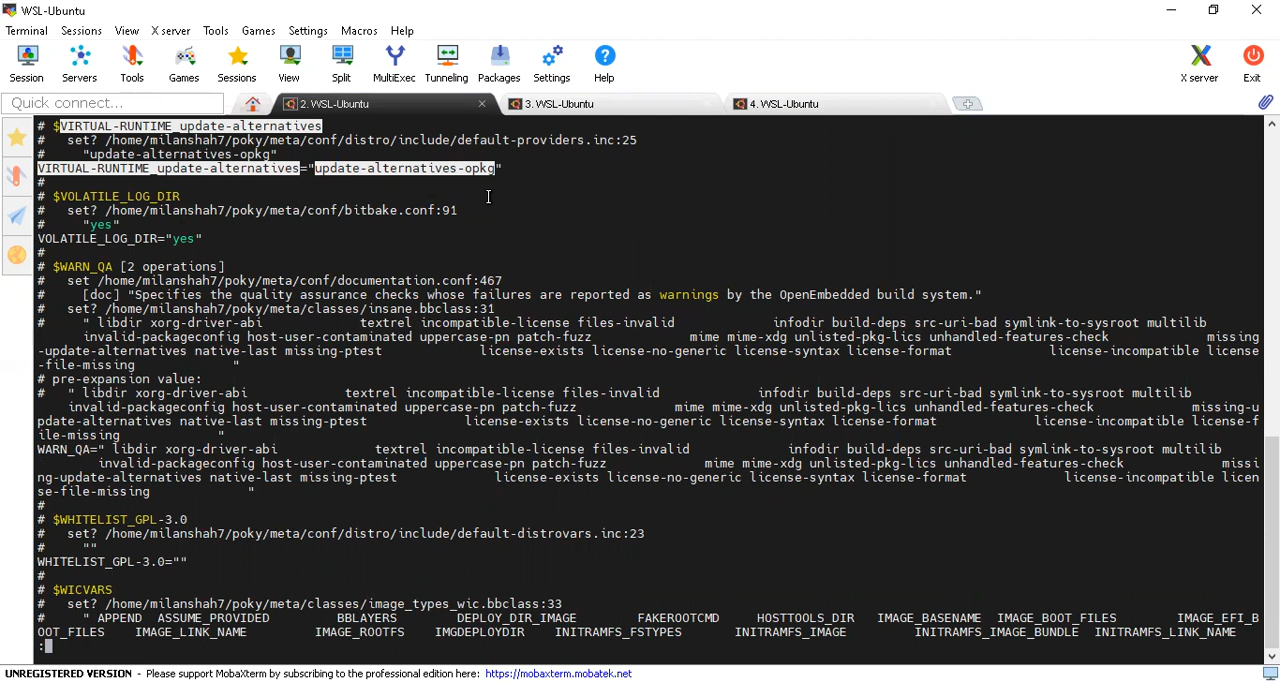 WSL-Ubuntu
Terminal Sessions View X server Tools Games Settings Macros Help
Session Servers Tools Games Sessions View Split MultiExec Tunneling Packages Settings Help X server Exit
Quick connect... 2. WSL-Ubuntu 3. WSL-Ubuntu 4. WSL-Ubuntu
# $VIRTUAL-RUNTIME_update-alternatives
#   set? /home/milanshah7/poky/meta/conf/distro/include/default-providers.inc:25
#     "update-alternatives-opkg"
VIRTUAL-RUNTIME_update-alternatives="update-alternatives-opkg"
#
# $VOLATILE_LOG_DIR
#   set? /home/milanshah7/poky/meta/conf/bitbake.conf:91
#     "yes"
VOLATILE_LOG_DIR="yes"
#
# $WARN_QA [2 operations]
#   set /home/milanshah7/poky/meta/conf/documentation.conf:467
#     [doc] "Specifies the quality assurance checks whose failures are reported as warnings by the OpenEmbedded build system."
#   set? /home/milanshah7/poky/meta/classes/insane.bbclass:31
#     " libdir xorg-driver-abi             textrel incompatible-license files-invalid             infodir build-deps src-uri-bad symlink-to-sysroot multilib
invalid-packageconfig host-user-contaminated uppercase-pn patch-fuzz             mime mime-xdg unlisted-pkg-lics unhandled-features-check             missing
-update-alternatives native-last missing-ptest             license-exists license-no-generic license-syntax license-format             license-incompatible license
-file-missing             "
# pre-expansion value:
#   " libdir xorg-driver-abi             textrel incompatible-license files-invalid             infodir build-deps src-uri-bad symlink-to-sysroot multilib
invalid-packageconfig host-user-contaminated uppercase-pn patch-fuzz             mime mime-xdg unlisted-pkg-lics unhandled-features-check             missing-u
pdate-alternatives native-last missing-ptest             license-exists license-no-generic license-syntax license-format             license-incompatible license-f
ile-missing             "
WARN_QA=" libdir xorg-driver-abi             textrel incompatible-license files-invalid             infodir build-deps src-uri-bad symlink-to-sysroot multilib
invalid-packageconfig host-user-contaminated uppercase-pn patch-fuzz             mime mime-xdg unlisted-pkg-lics unhandled-features-check             missi
ng-update-alternatives native-last missing-ptest             license-exists license-no-generic license-syntax license-format             license-incompatible licen
se-file-missing             "
#
# $WHITELIST_GPL-3.0
#   set? /home/milanshah7/poky/meta/conf/distro/include/default-distrovars.inc:23
#     ""
WHITELIST_GPL-3.0=""
#
# $WICVARS
#   set? /home/milanshah7/poky/meta/classes/image_types_wic.bbclass:33
#     " APPEND  ASSUME_PROVIDED         BBLAYERS        DEPLOY_DIR_IMAGE        FAKEROOTCMD     HOSTTOOLS_DIR   IMAGE_BASENAME  IMAGE_BOOT_FILES        IMAGE_EFI_B
OOT_FILES    IMAGE_LINK_NAME         IMAGE_ROOTFS    IMGDEPLOYDIR    INITRAMFS_FSTYPES       INITRAMFS_IMAGE         INITRAMFS_IMAGE_BUNDLE  INITRAMFS_LINK_NAME
:
UNREGISTERED VERSION - Please support MobaXterm by subscribing to the professional edition here: https://mobaxterm.mobatek.net